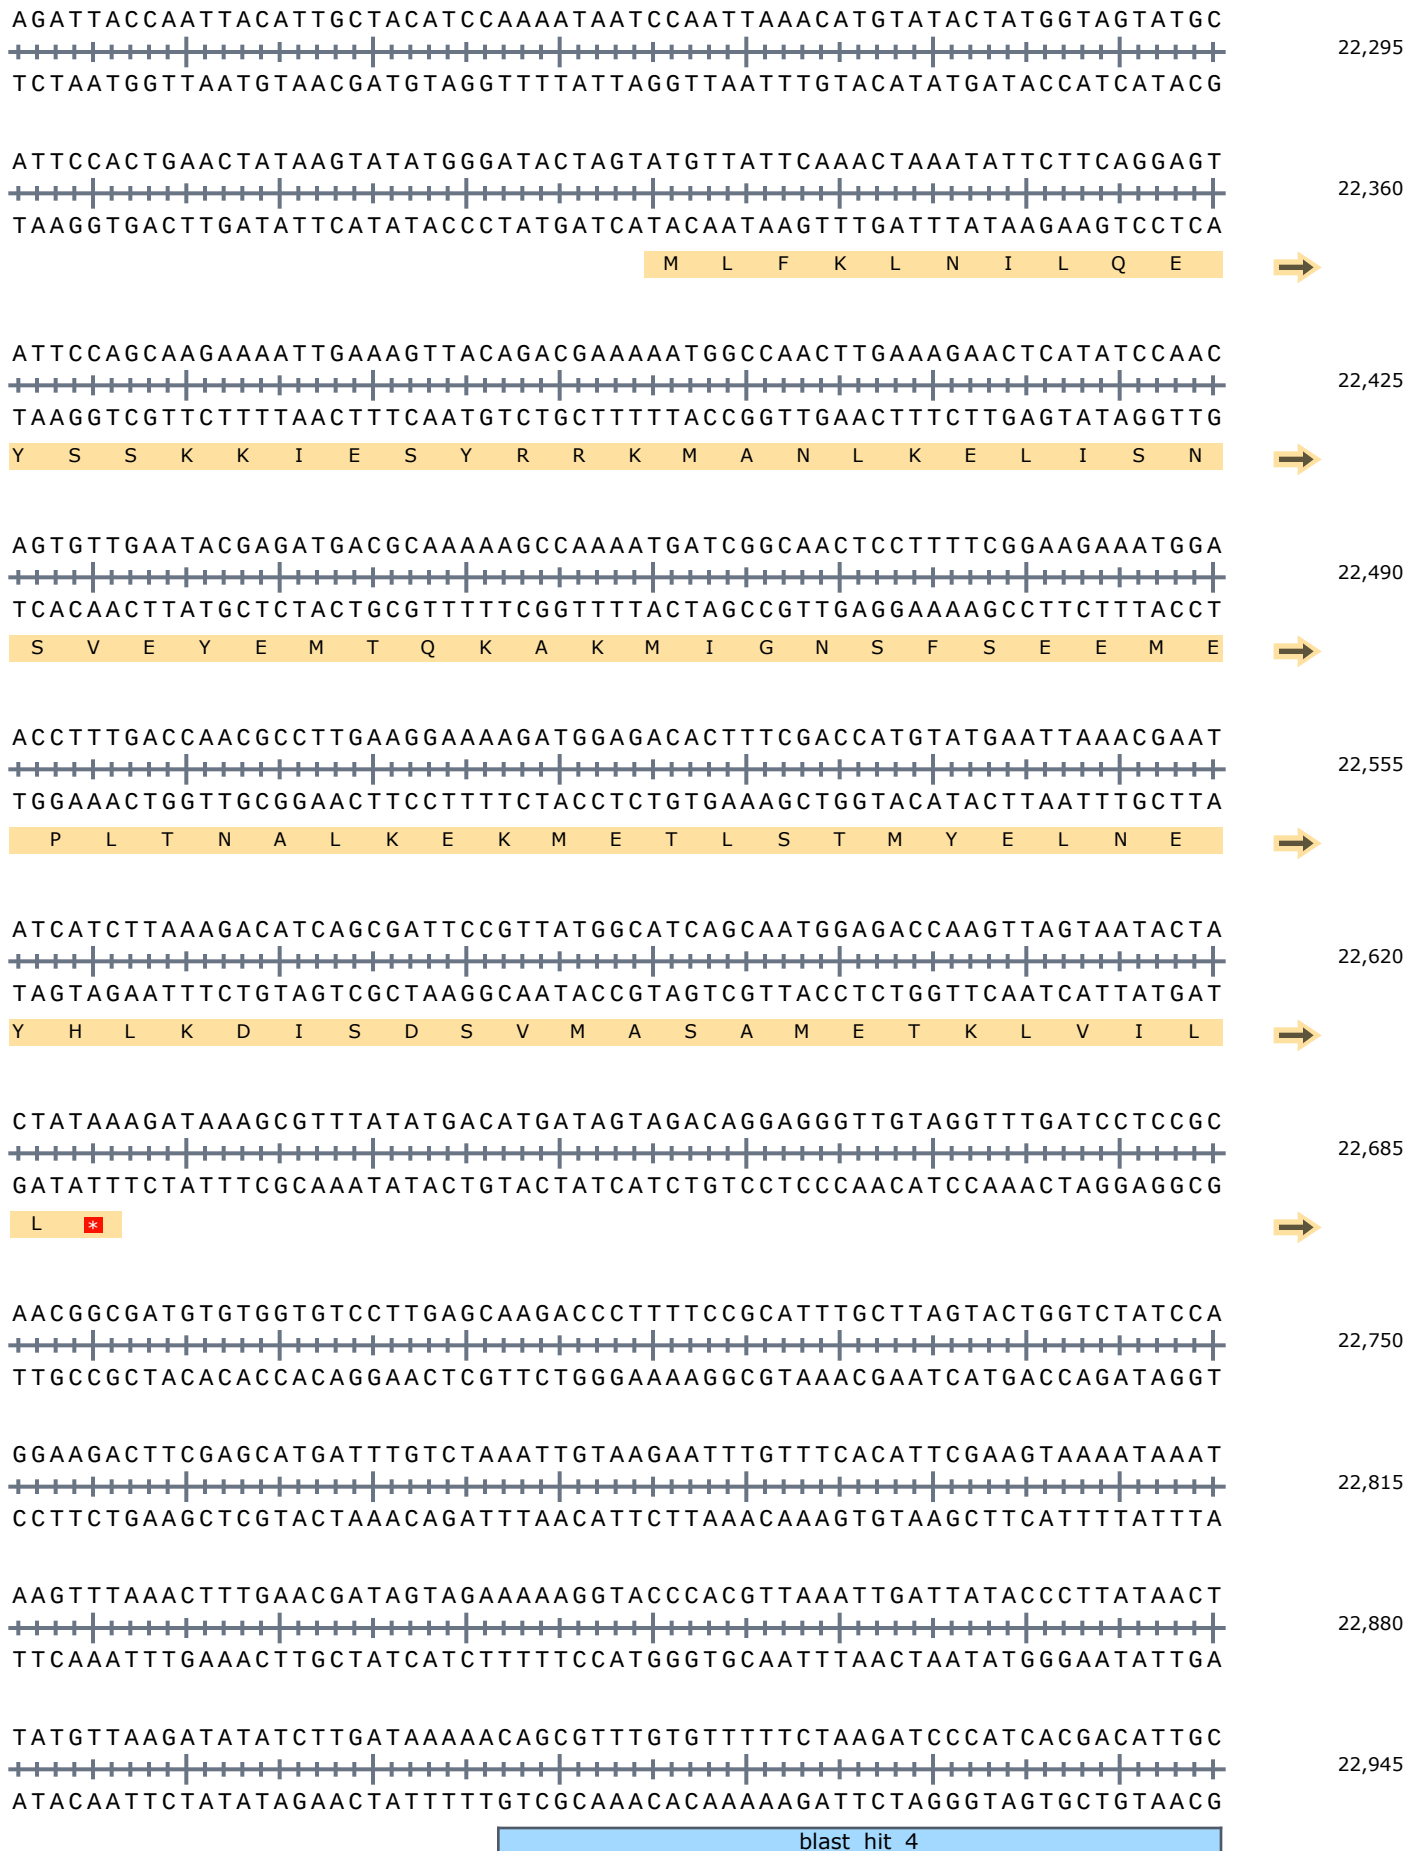 AGATTACCAATTACATTGCTACATCCAAAATAATCCAATTAAACATGTATACTATGGTAGTATGC
22,295
TCTAATGGTTAATGTAACGATGTAGGTTTTATTAGGTTAATTTGTACATATGATACCATCATACG
ATTCCACTGAACTATAAGTATATGGGATACTAGTATGTTATTCAAACTAAATATTCTTCAGGAGT
22,360
TAAGGTGACTTGATATTCATATACCCTATGATCATACAATAAGTTTGATTTATAAGAAGTCCTCA
M L F K L N I L Q E
ATTCCAGCAAGAAAATTGAAAGTTACAGACGAAAAATGGCCAACTTGAAAGAACTCATATCCAAC
22,425
TAAGGTCGTTCTTTTAACTTTCAATGTCTGCTTTTTACCGGTTGAACTTTCTTGAGTATAGGTTG
Y S S K K I E S Y R R K M A N L K E L I S N
AGTGTTGAATACGAGATGACGCAAAAAGCCAAAATGATCGGCAACTCCTTTTCGGAAGAAATGGA
22,490
TCACAACTTATGCTCTACTGCGTTTTTCGGTTTTACTAGCCGTTGAGGAAAAGCCTTCTTTACCT
S V E Y E M T Q K A K M I G N S F S E E M E
ACCTTTGACCAACGCCTTGAAGGAAAAGATGGAGACACTTTCGACCATGTATGAATTAAACGAAT
22,555
TGGAAACTGGTTGCGGAACTTCCTTTTCTACCTCTGTGAAAGCTGGTACATACTTAATTTGCTTA
P L T N A L K E K M E T L S T M Y E L N E
ATCATCTTAAAGACATCAGCGATTCCGTTATGGCATCAGCAATGGAGACCAAGTTAGTAATACTA
22,620
TAGTAGAATTTCTGTAGTCGCTAAGGCAATACCGTAGTCGTTACCTCTGGTTCAATCATTATGAT
Y H L K D I S D S V M A S A M E T K L V I L
CTATAAAGATAAAGCGTTTATATGACATGATAGTAGACAGGAGGGTTGTAGGTTTGATCCTCCGC
22,685
GATATTTCTATTTCGCAAATATACTGTACTATCATCTGTCCTCCCAACATCCAAACTAGGAGGCG
L *
AACGGCGATGTGTGGTGTCCTTGAGCAAGACCCTTTTCCGCATTTGCTTAGTACTGGTCTATCCA
22,750
TTGCCGCTACACACCACAGGAACTCGTTCTGGGAAAAGGCGTAAACGAATCATGACCAGATAGGT
GGAAGACTTCGAGCATGATTTGTCTAAATTGTAAGAATTTGTTTCACATTCGAAGTAAAATAAAT
22,815
CCTTCTGAAGCTCGTACTAAACAGATTTAACATTCTTAAACAAAGTGTAAGCTTCATTTTATTTA
AAGTTTAAACTTTGAACGATAGTAGAAAAAGGTACCCACGTTAAATTGATTATACCCTTATAACT
22,880
TTCAAATTTGAAACTTGCTATCATCTTTTTCCATGGGTGCAATTTAACTAATATGGGAATATTGA
TATGTTAAGATATATCTTGATAAAAACAGCGTTTGTGTTTTTCTAAGATCCCATCACGACATTGC
22,945
ATACAATTCTATATAGAACTATTTTTGTCGCAAACACAAAAAGATTCTAGGGTAGTGCTGTAACG
blast hit 4